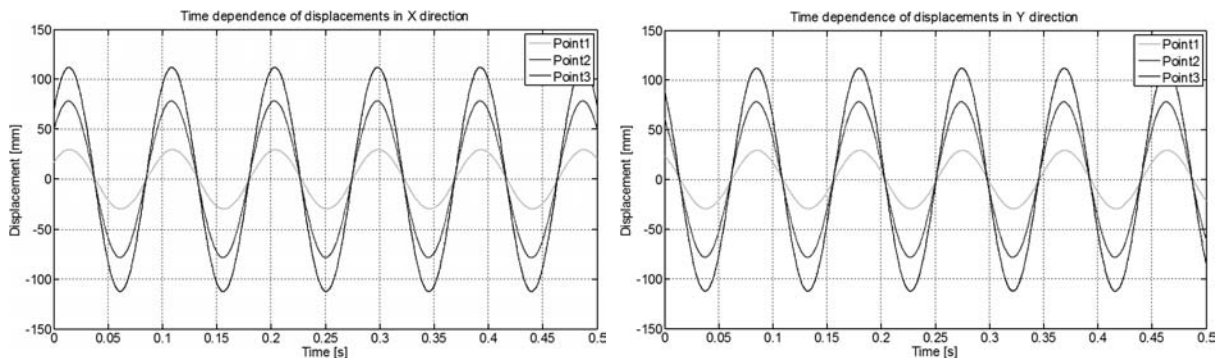 Time dependence of displacements in X direction
Displacement [mm]
150
100
50
0
-50
-100
-150
Point1
Point2
Point3
0 0.05 0.1 0.15 0.2 0.25 0.3 0.35 0.4 0.45 0.5
Time [s]
Time dependence of displacements in Y direction
Displacement [mm]
150
100
50
0
-50
-100
-150
Point1
Point2
Point3
0 0.05 0.1 0.15 0.2 0.25 0.3 0.35 0.4 0.45 0.5
Time [s]